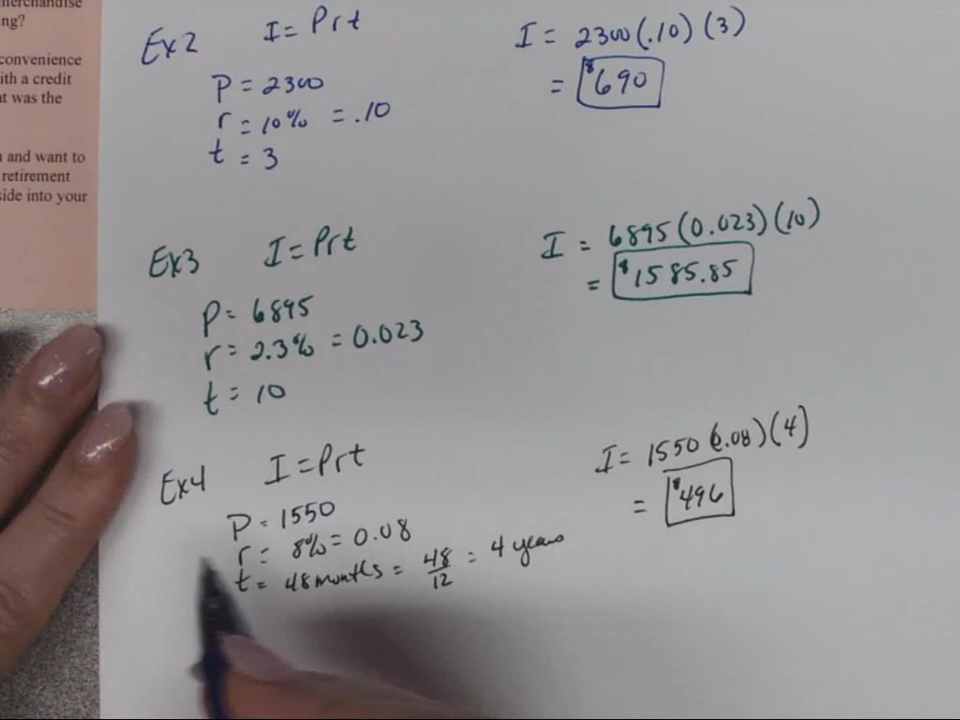 merchandise
ng?
convenience
ith a credit
t was the
and want to
retirement
side into your
Ex2 I = Prt
P = 2300
r = 10% = .10
t = 3
I = 2300(.10)(3)
= $690
Ex3 I = Prt
P = 6895
r = 2.3% = 0.023
t = 10
I = 6895(0.023)(10)
= $1585.85
Ex4 I = Prt
P = 1550
r = 8% = 0.08
t = 48 months = 48/12 = 4 years
I = 1550(0.08)(4)
= $496